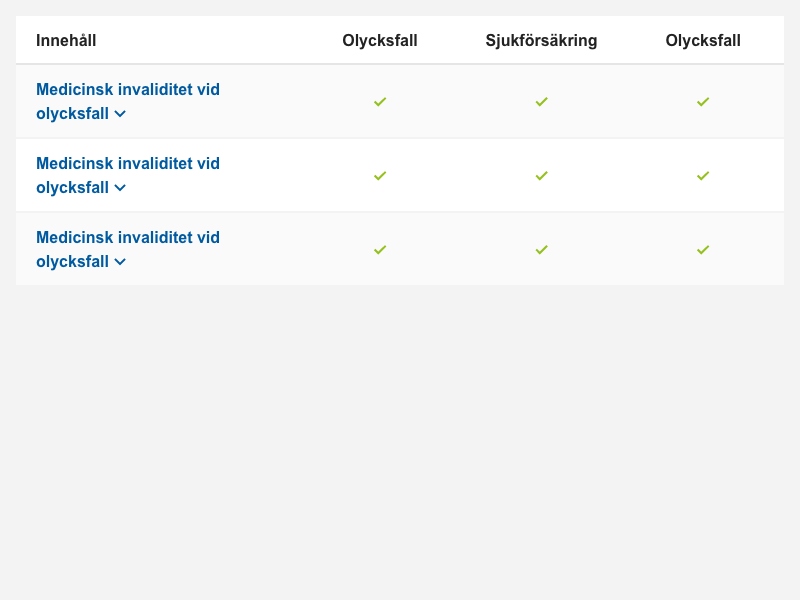 Innehåll Olycksfall Sjukförsäkring Olycksfall
Medicinsk invaliditet vid
olycksfall
Medicinsk invaliditet vid
olycksfall
Medicinsk invaliditet vid
olycksfall